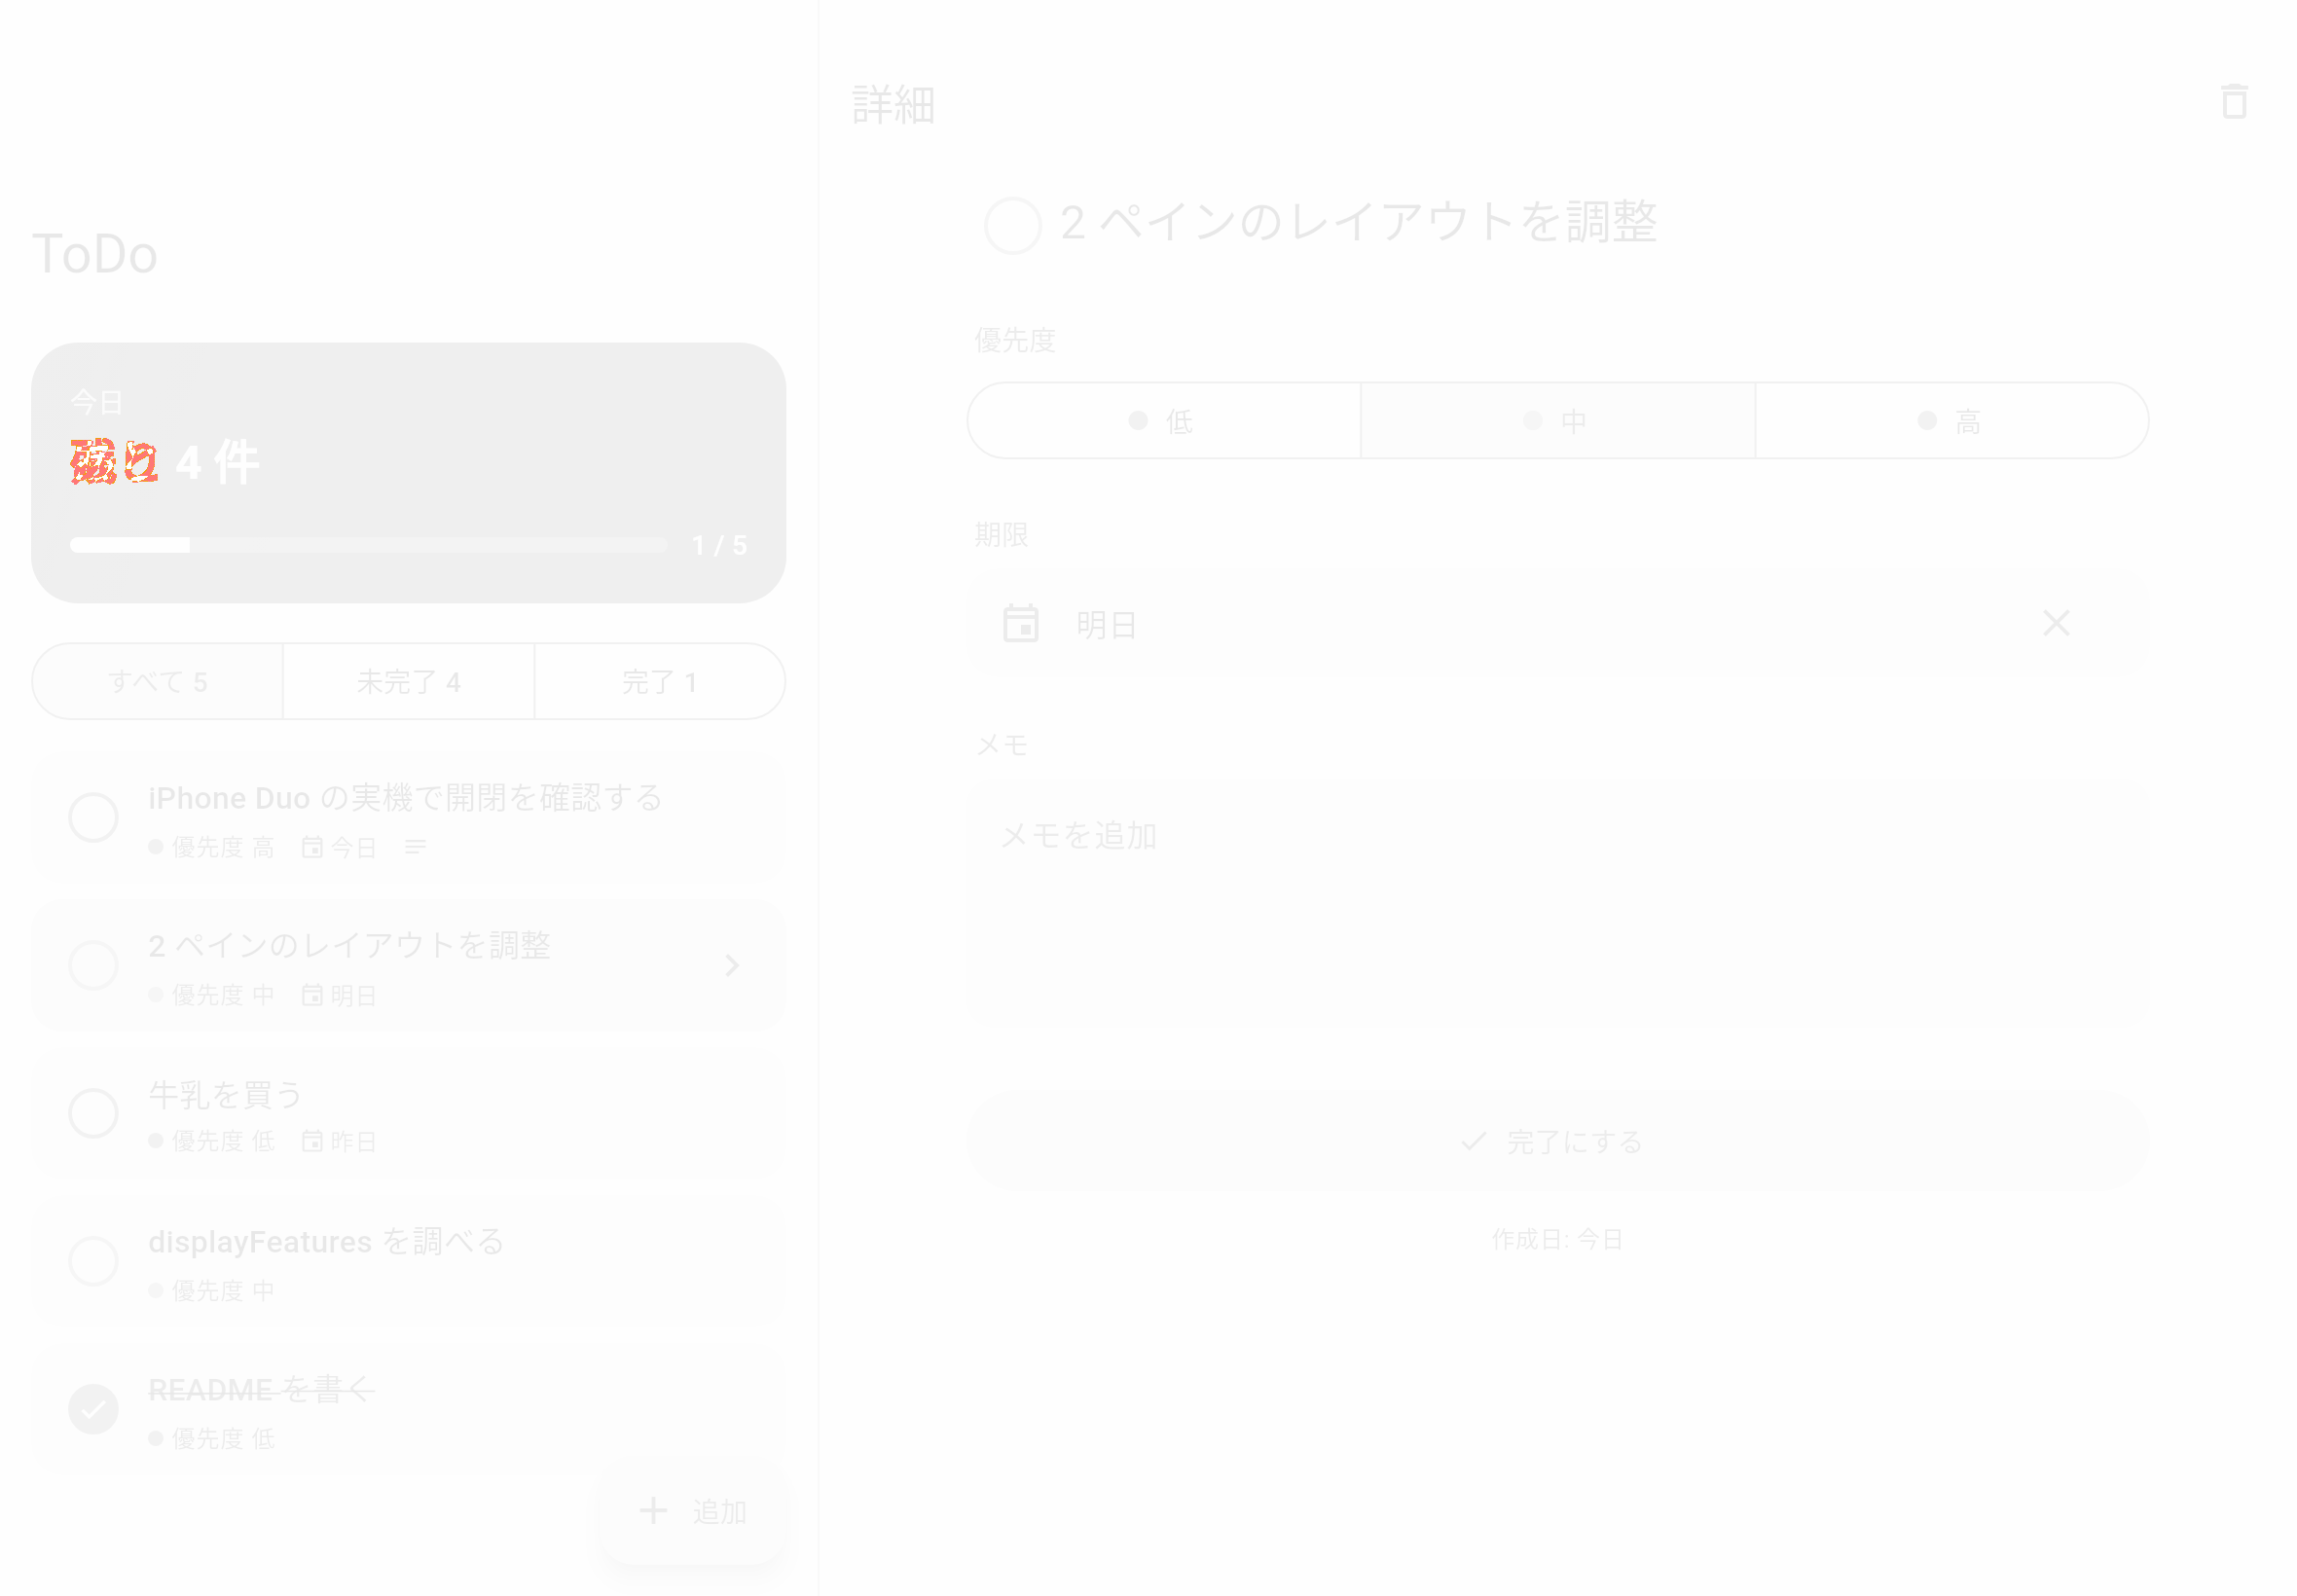 ToDo
今日
残り 4 件
1 / 5
すべて 5
未完了 4
完了 1
iPhone Duo の実機で開閉を確認する
優先度 高 今日
2 ペインのレイアウトを調整
優先度 中 明日
牛乳を買う
優先度 低 昨日
displayFeatures を調べる
優先度 中
README を書く
優先度 低
追加
詳細
2 ペインのレイアウトを調整
優先度
低
中
高
期限
明日
メモ
メモを追加
完了にする
作成日: 今日